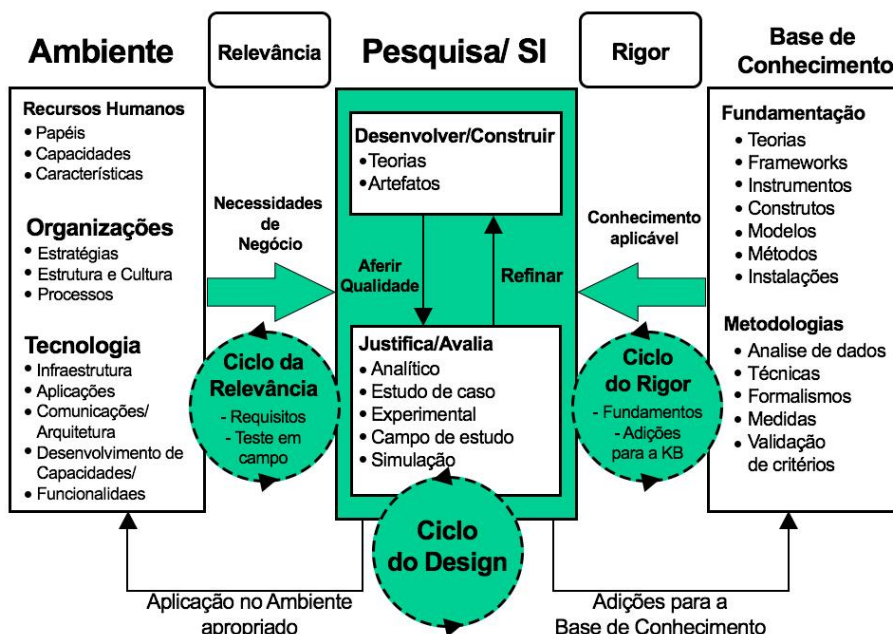 Ambiente
Relevância
Pesquisa/ SI
Rigor
Base de
Conhecimento
Recursos Humanos
• Papéis
• Capacidades
• Características
Organizações
• Estratégias
• Estrutura e Cultura
• Processos
Tecnologia
• Infraestrutura
• Aplicações
• Comunicações/
Arquitetura
• Desenvolvimento de
Capacidades/
• Funcionalidaes
Necessidades
de
Negócio
Ciclo da
Relevância
- Requisitos
- Teste em
campo
Desenvolver/Construir
• Teorias
• Artefatos
Aferir
Qualidade
Refinar
Justifica/Avalia
• Analítico
• Estudo de caso
• Experimental
• Campo de estudo
• Simulação
Ciclo
do Design
Conhecimento
aplicável
Ciclo
do Rigor
- Fundamentos
- Adições
para a KB
Fundamentação
• Teorias
• Frameworks
• Instrumentos
• Construtos
• Modelos
• Métodos
• Instalações
Metodologias
• Analise de dados
• Técnicas
• Formalismos
• Medidas
• Validação
de critérios
Aplicação no Ambiente
apropriado
Adições para a
Base de Conhecimento